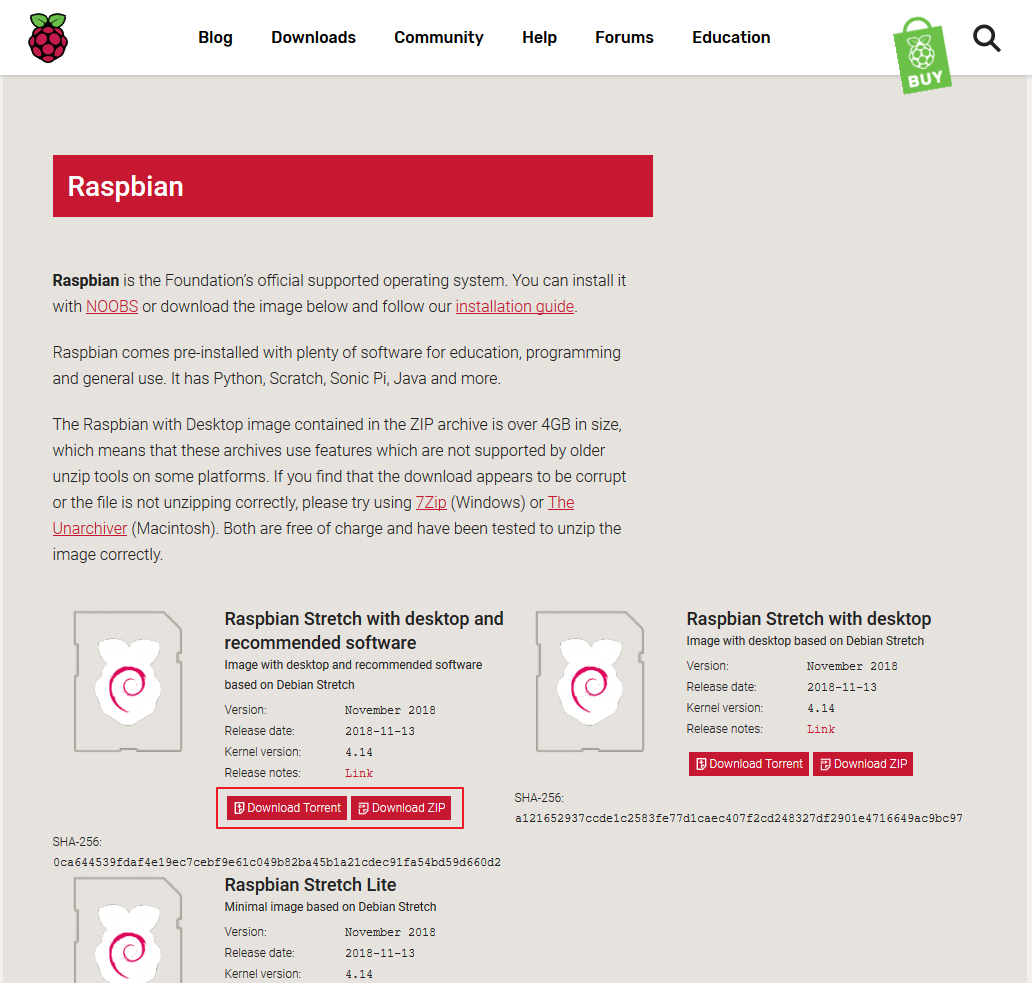 Blog Downloads Community Help Forums Education
BUY
Raspbian
Raspbian is the Foundation’s official supported operating system. You can install it
with NOOBS or download the image below and follow our installation guide.
Raspbian comes pre-installed with plenty of software for education, programming
and general use. It has Python, Scratch, Sonic Pi, Java and more.
The Raspbian with Desktop image contained in the ZIP archive is over 4GB in size,
which means that these archives use features which are not supported by older
unzip tools on some platforms. If you find that the download appears to be corrupt
or the file is not unzipping correctly, please try using 7Zip (Windows) or The
Unarchiver (Macintosh). Both are free of charge and have been tested to unzip the
image correctly.
Raspbian Stretch with desktop and
recommended software
Image with desktop and recommended software
based on Debian Stretch
Version: November 2018
Release date: 2018-11-13
Kernel version: 4.14
Release notes: Link
Download Torrent Download ZIP
SHA-256:
0ca644539fdaf4e19ec7cebf9e61c049b82ba45b1a21cdec91fa54bd59d660d2
Raspbian Stretch with desktop
Image with desktop based on Debian Stretch
Version: November 2018
Release date: 2018-11-13
Kernel version: 4.14
Release notes: Link
Download Torrent Download ZIP
SHA-256:
a121652937ccde1c2583fe77d1caec407f2cd248327df2901e4716649ac9bc97
Raspbian Stretch Lite
Minimal image based on Debian Stretch
Version: November 2018
Release date: 2018-11-13
Kernel version: 4.14